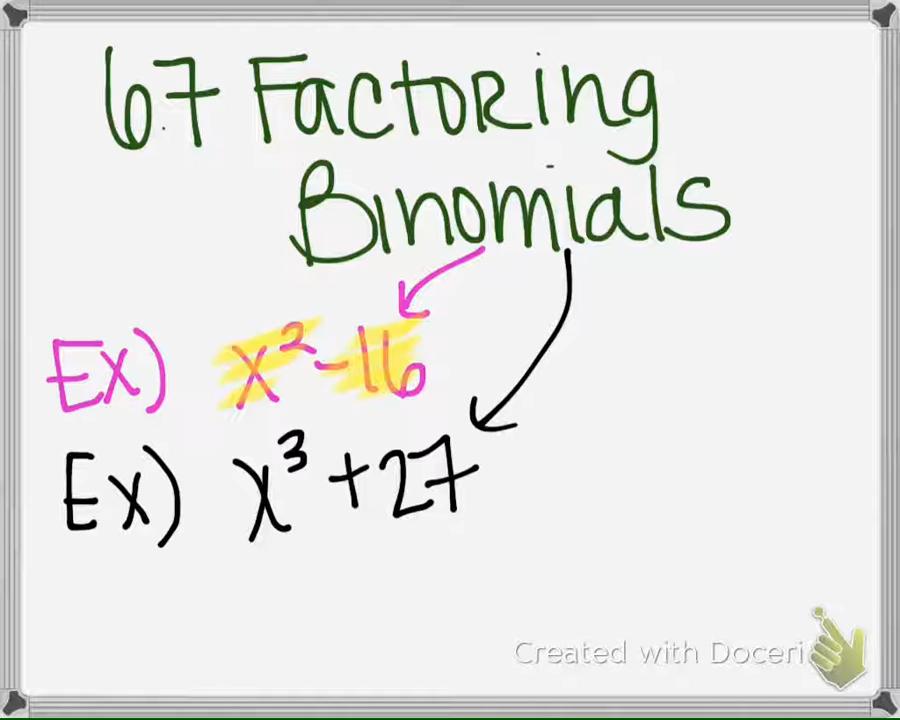 6.7 Factoring
Binomials
Ex) x² - 16
Ex) x³ + 27
Created with Doceri